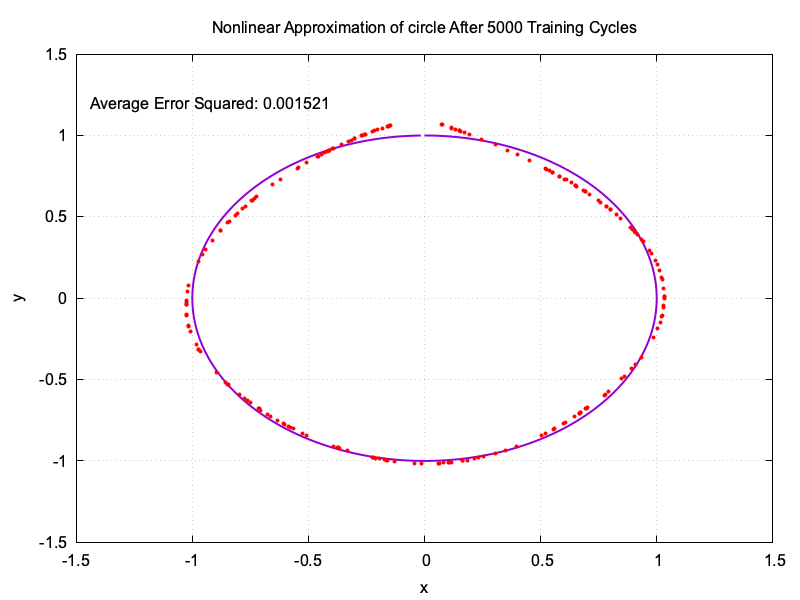 Nonlinear Approximation of circle After 5000 Training Cycles
1.5
Average Error Squared: 0.001521
1
0.5
y
0
-0.5
-1
-1.5
-1.5 -1 -0.5 0 0.5 1 1.5
x